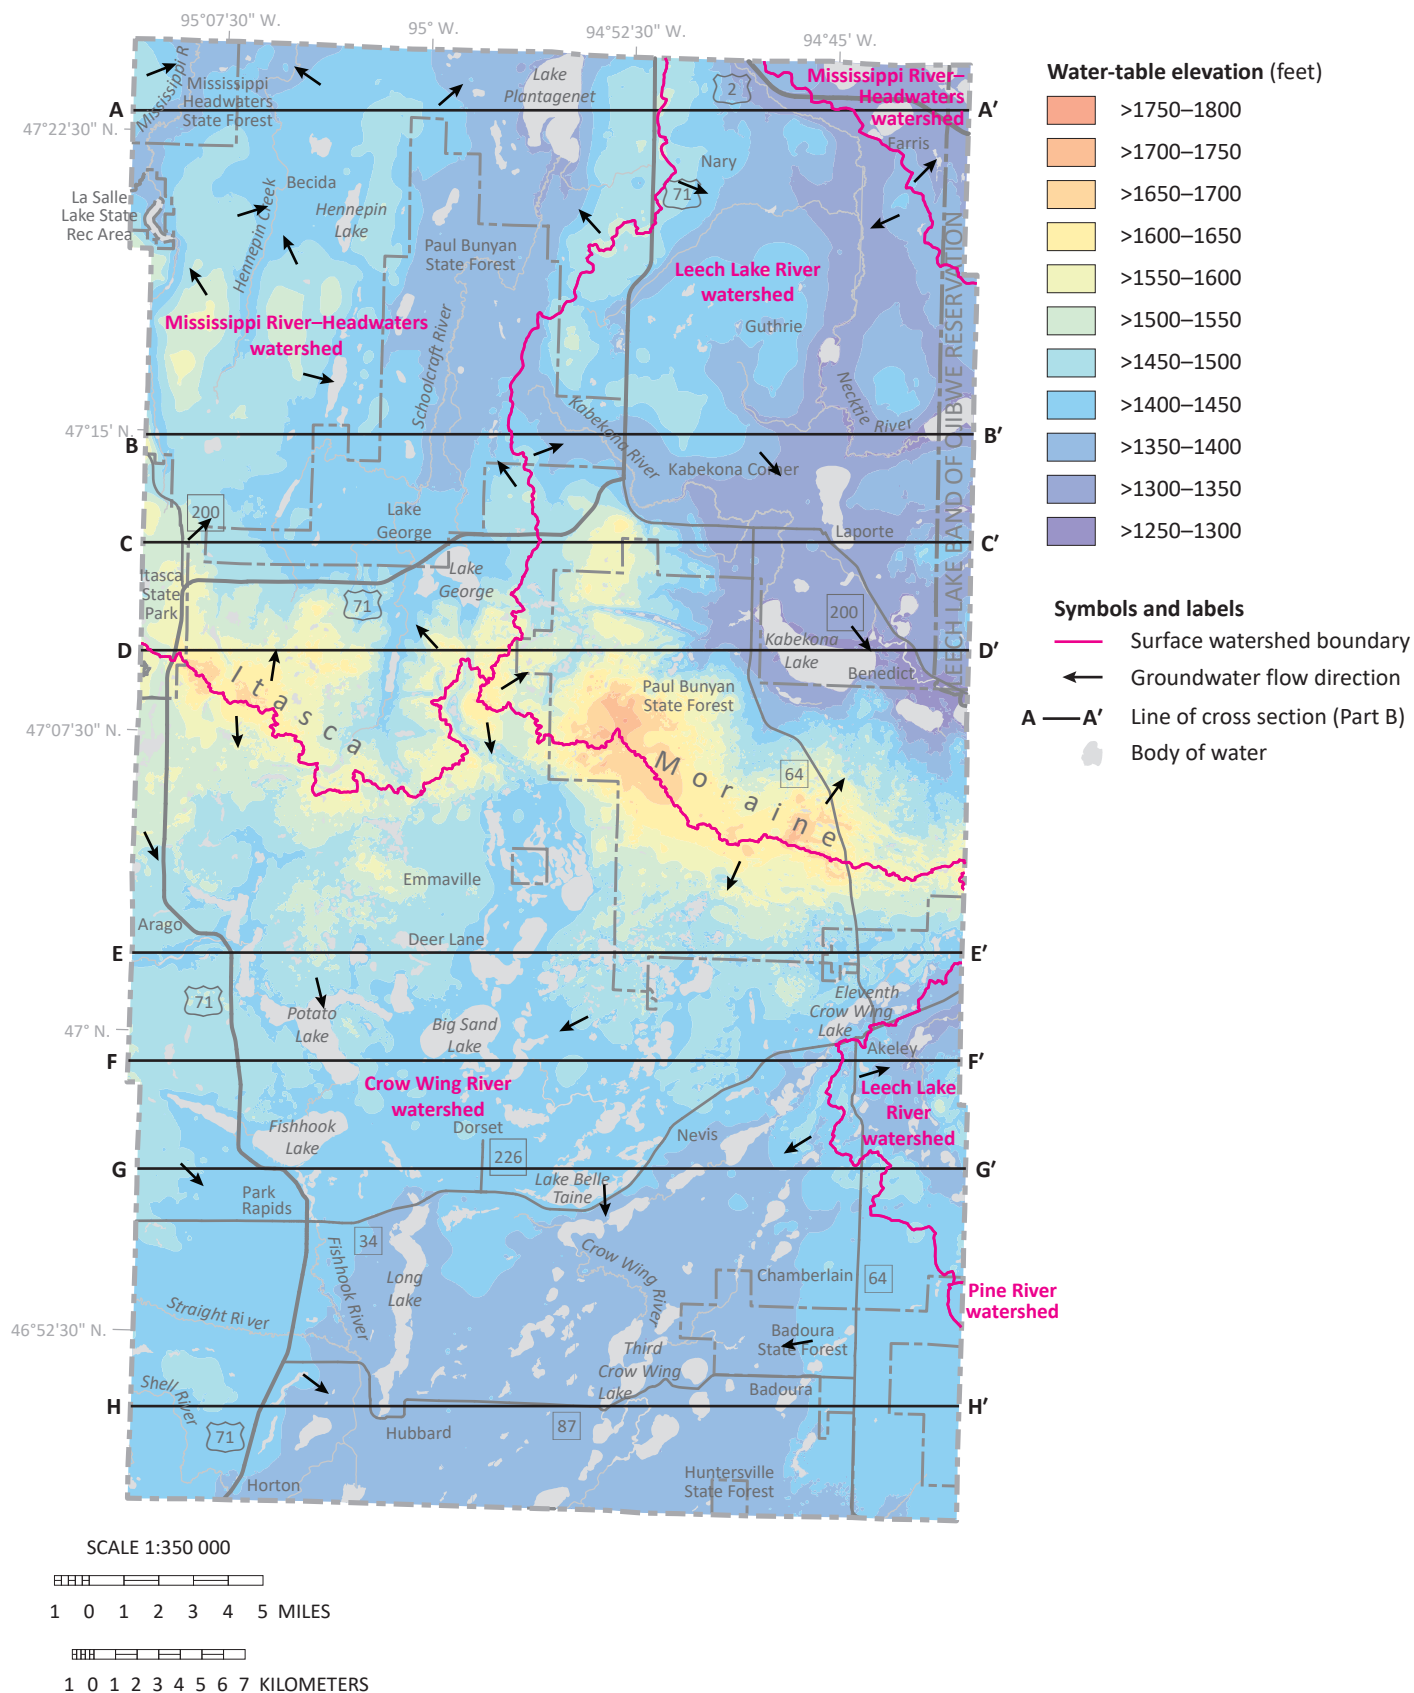 95°07'30" W.
95° W.
94°52'30" W.
94°45' W.
47°22'30" N.
47°15' N.
47°07'30" N.
47° N.
46°52'30" N.
Mississippi R
Mississippi
Headwaters
State Forest
Lake
Plantagenet
2
Mississippi River–
Headwaters
watershed
A
A′
Farris
Nary
71
La Salle
Lake State
Rec Area
Becida
Hennepin
Lake
Hennepin Creek
Paul Bunyan
State Forest
Leech Lake River
watershed
Guthrie
Mississippi River–Headwaters
watershed
Schoolcraft River
Kabekona River
Necktie River
LEECH LAKE BAND OF OJIBWE RESERVATION
B
B′
Kabekona Corner
200
Lake
George
Laporte
C
C′
Itasca
State
Park
71
Lake
George
200
Kabekona
Lake
Benedict
D
D′
Itasca
Moraine
Paul Bunyan
State Forest
64
Emmaville
Arago
Deer Lane
E
E′
71
Potato
Lake
Big Sand
Lake
Eleventh
Crow Wing
Lake
Akeley
F
F′
Crow Wing River
watershed
Leech Lake
River
watershed
Fishhook
Lake
Dorset
Nevis
226
G
G′
Park
Rapids
Lake Belle
Taine
34
Fishhook River
Long
Lake
Crow Wing River
Chamberlain
64
Pine River
watershed
Straight River
Badoura
State Forest
Third
Crow Wing
Lake
Badoura
Shell River
H
H′
71
Hubbard
87
Horton
Huntersville
State Forest
Water-table elevation (feet)
>1750–1800
>1700–1750
>1650–1700
>1600–1650
>1550–1600
>1500–1550
>1450–1500
>1400–1450
>1350–1400
>1300–1350
>1250–1300
Symbols and labels
Surface watershed boundary
Groundwater flow direction
A A′ Line of cross section (Part B)
Body of water
SCALE 1:350 000
1 0 1 2 3 4 5 MILES
1 0 1 2 3 4 5 6 7 KILOMETERS